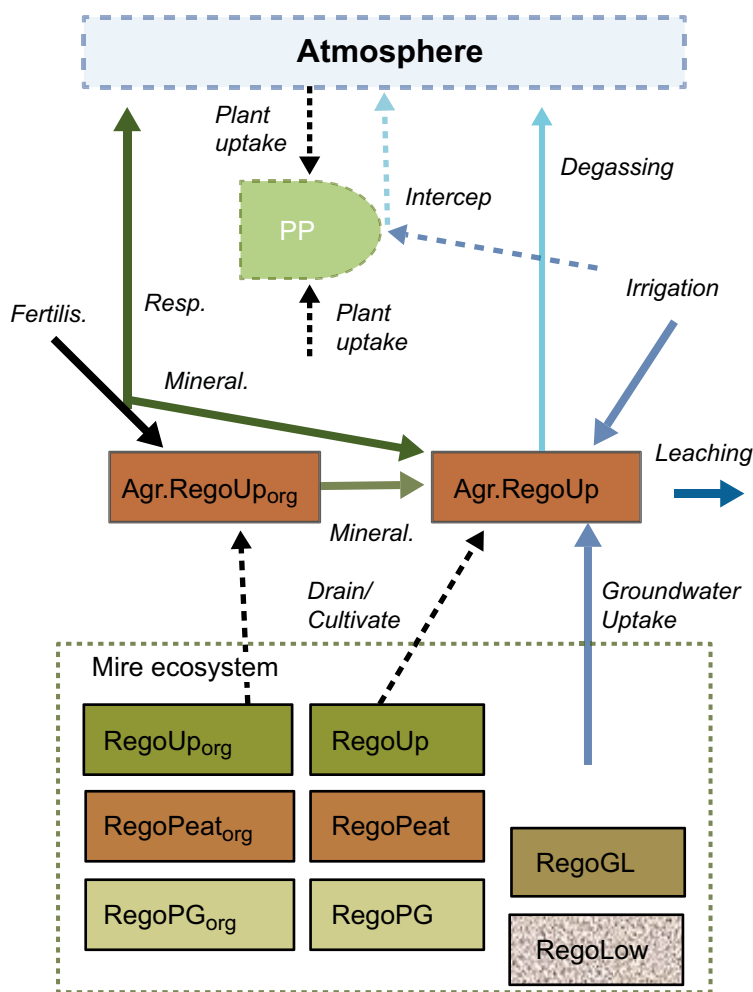 Atmosphere
Plant
uptake
Degassing
Intercep
PP
Irrigation
Resp.
Fertilis.
Plant
uptake
Mineral.
Leaching
Agr.RegoUporg
Agr.RegoUp
Mineral.
Drain/
Cultivate
Groundwater
Uptake
Mire ecosystem
RegoUporg
RegoUp
RegoPeatorg
RegoPeat
RegoGL
RegoPGorg
RegoPG
RegoLow